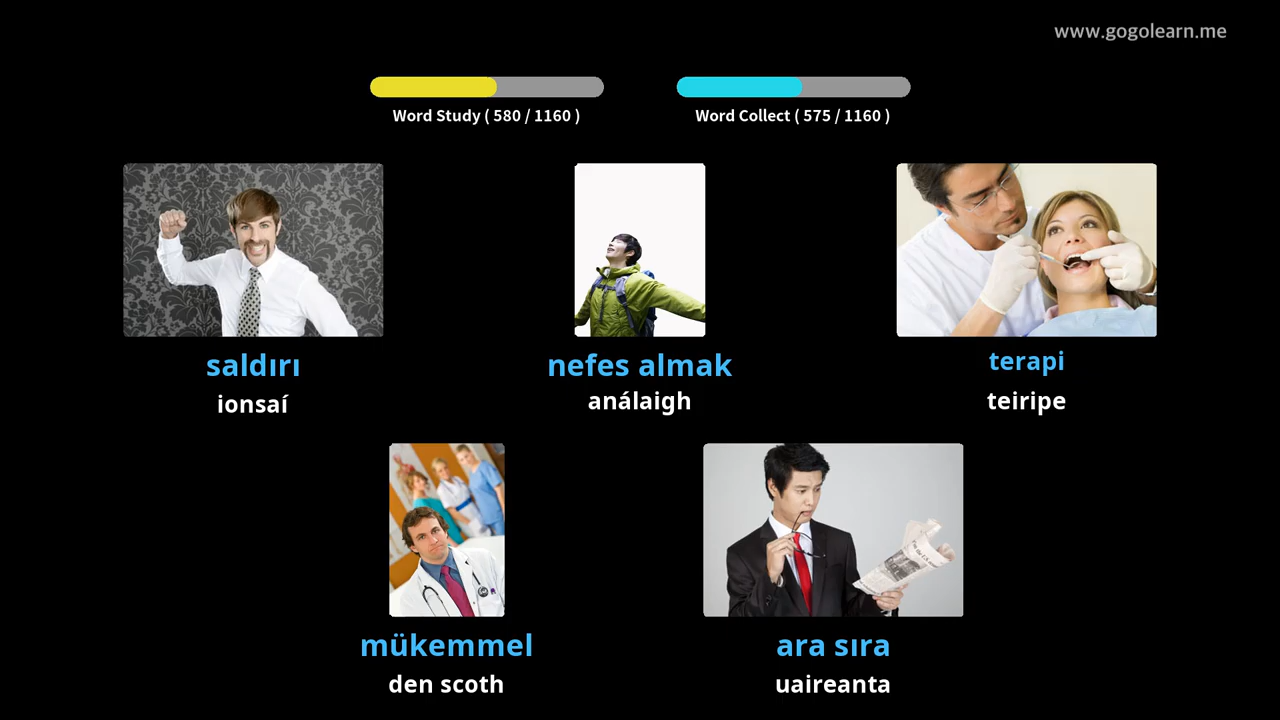 www.gogolearn.me
Word Study ( 580 / 1160 )
Word Collect ( 575 / 1160 )
saldırı
ionsaí
nefes almak
análaigh
terapi
teiripe
mükemmel
den scoth
ara sıra
uaireanta